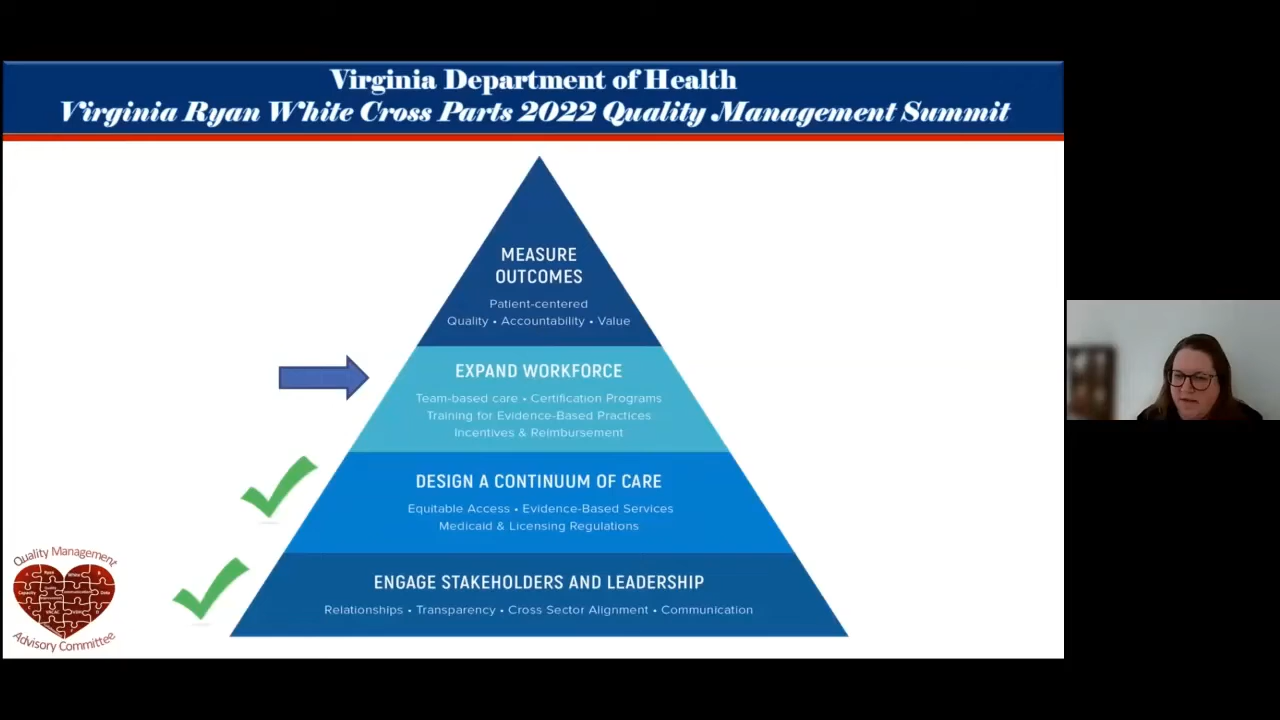 Virginia Department of Health
Virginia Ryan White Cross Parts 2022 Quality Management Summit
MEASURE
OUTCOMES
Patient-centered
Quality • Accountability • Value
EXPAND WORKFORCE
Team-based care • Certification Programs
Training for Evidence-Based Practices
Incentives & Reimbursement
DESIGN A CONTINUUM OF CARE
Equitable Access • Evidence-Based Services
Medicaid & Licensing Regulations
ENGAGE STAKEHOLDERS AND LEADERSHIP
Relationships • Transparency • Cross Sector Alignment • Communication
Quality Management
Advisory Committee